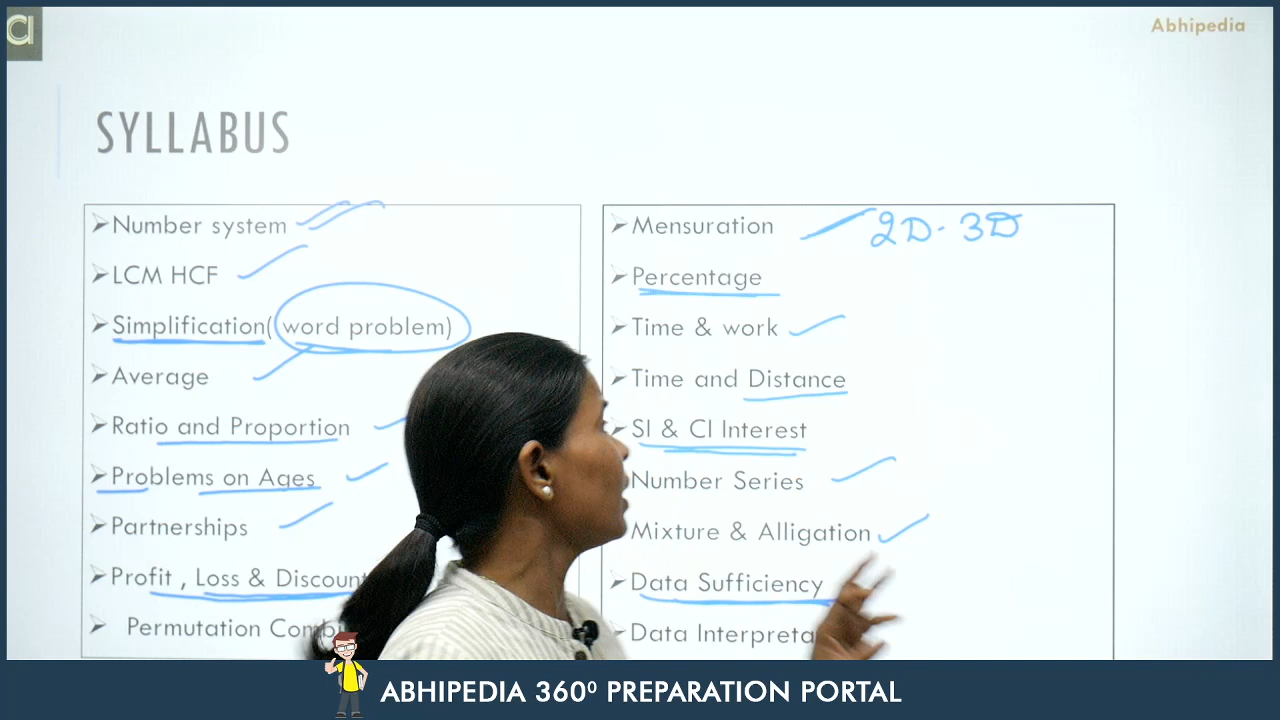 Abhipedia
SYLLABUS
Number system
LCM HCF
Simplification( word problem)
Average
Ratio and Proportion
Problems on Ages
Partnerships
Profit , Loss & Discount
Permutation Combi
Mensuration 2D. 3D
Percentage
Time & work
Time and Distance
SI & CI Interest
Number Series
Mixture & Alligation
Data Sufficiency
Data Interpreta
ABHIPEDIA 360⁰ PREPARATION PORTAL